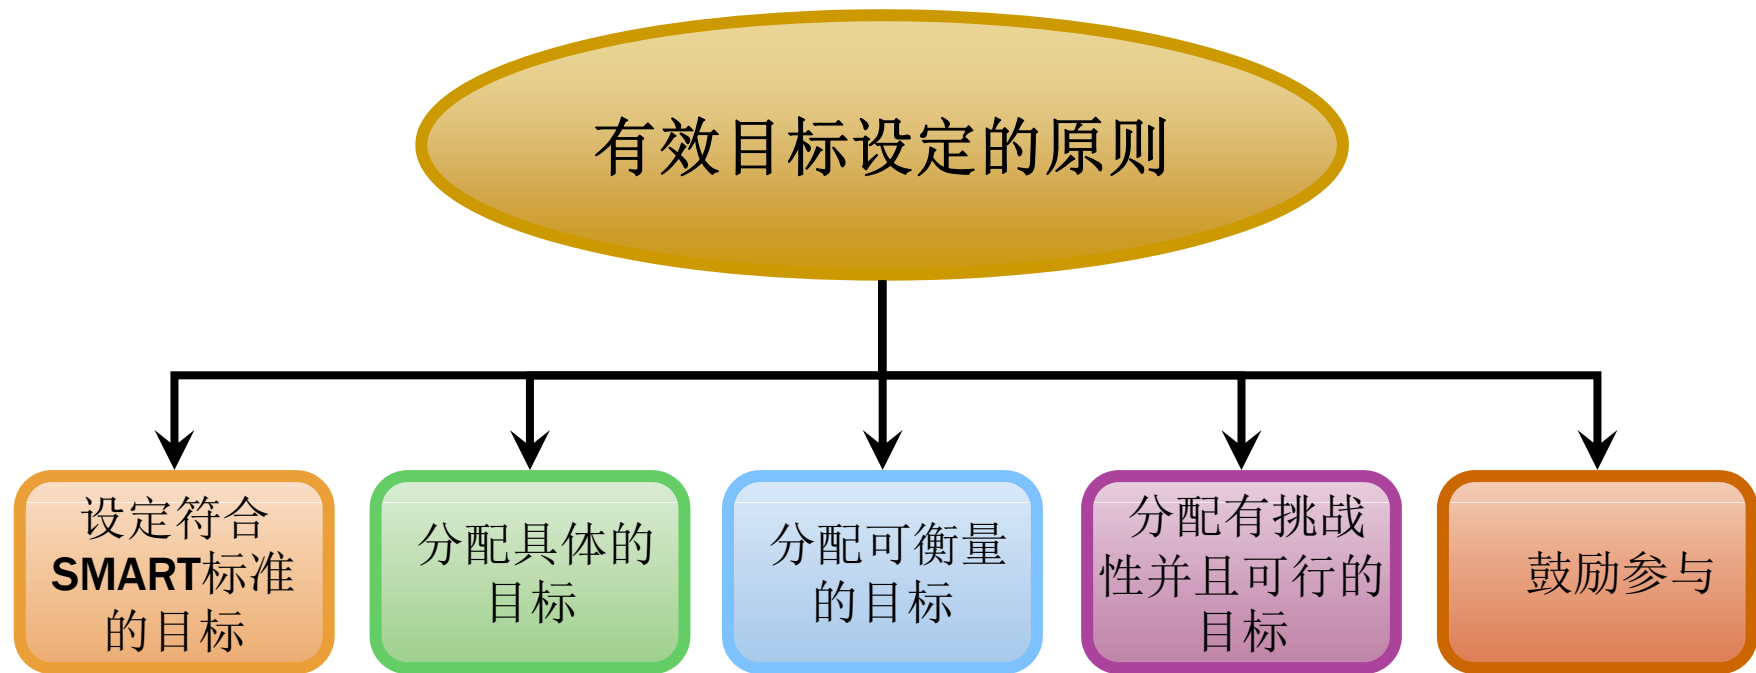 有效目标设定的原则
设定符合
SMART标准
的目标
分配具体的
目标
分配可衡量
的目标
分配有挑战
性并且可行的
目标
鼓励参与